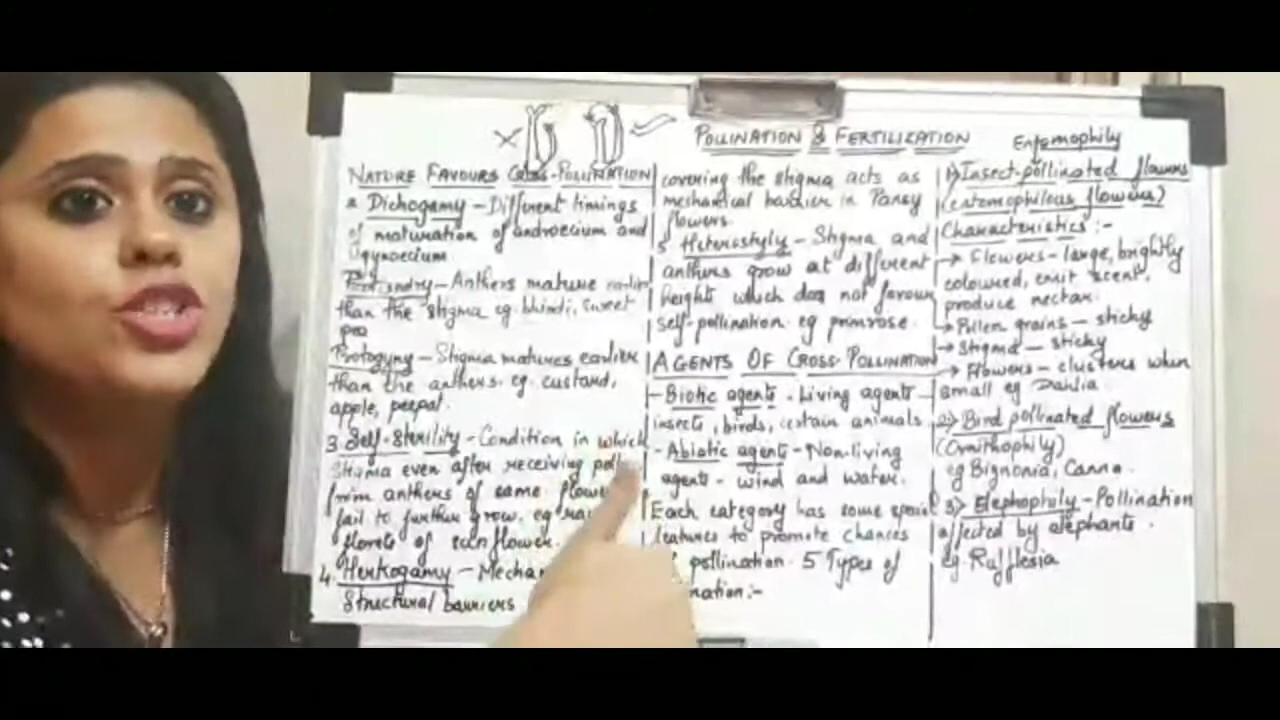 POLLINATION & FERTILIZATION
NATURE FAVOURS CROSS-POLLINATION
2 Dichogamy - Different timings
of maturation of androecium and
gynoecium
Protandry - Anthers mature earlier
than the stigma eg. bhindi, sweet
pea
Protogyny - Stigma matures earlier
than the anthers. eg. custard,
apple, peepal.
3 Self-Sterility - Condition in which
stigma even after receiving
from anthers of same
fail to further grow. eg
florets of sunflower.
4. Herkogamy -
Structural barriers
covering the stigma acts as
mechanical barrier in Pansy
flowers.
5 Heterostyly - Stigma and
anthers grow at different
heights which does not favour
self-pollination. eg primrose.
AGENTS OF CROSS-POLLINATION
- Biotic agents - Living agents -
insects, birds, certain animals
- Abiotic agents - Non-living
agents - wind and water.
Each category has some special
features to promote chances
pollination. 5 Types of
Entomophily
1) Insect-pollinated flowers
(entomophilous flowers)
Characteristics :-
→ Flowers - large, brightly
coloured, emit scent,
produce nectar.
→ Pollen grains - sticky
→ Stigma - sticky
→ Flowers - clusters when
small eg Dahlia
2) Bird pollinated flowers
(Ornithophily)
eg Bignonia, Canna.
3) Elephophily - Pollination
affected by elephants.
eg Rafflesia